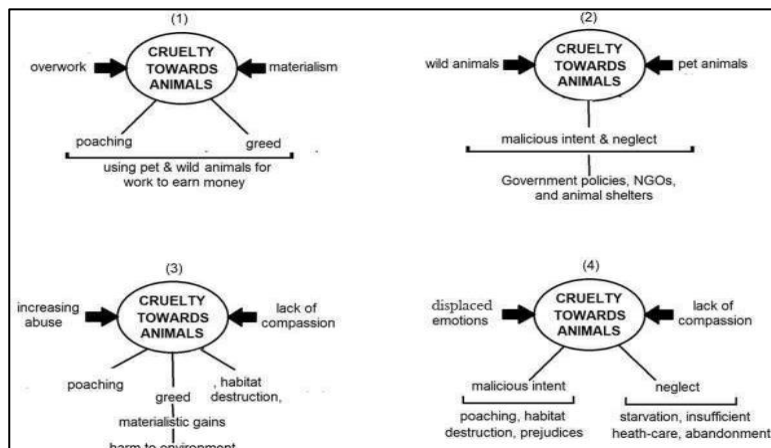 (1)
CRUELTY
TOWARDS
ANIMALS
overwork
materialism
poaching
greed
using pet & wild animals for
work to earn money
(2)
CRUELTY
TOWARDS
ANIMALS
wild animals
pet animals
malicious intent & neglect
Government policies, NGOs,
and animal shelters
(3)
CRUELTY
TOWARDS
ANIMALS
increasing
abuse
lack of
compassion
poaching
greed
, habitat
destruction,
materialistic gains
harm to environment
(4)
CRUELTY
TOWARDS
ANIMALS
displaced
emotions
lack of
compassion
malicious intent
neglect
poaching, habitat
destruction, prejudices
starvation, insufficient
heath-care, abandonment